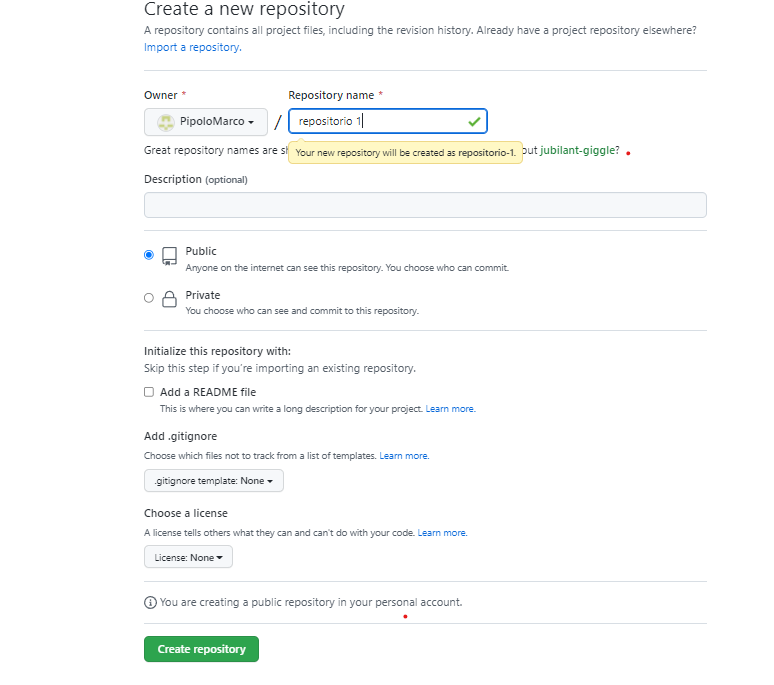 Create a new repository
A repository contains all project files, including the revision history. Already have a project repository elsewhere?
Import a repository.
Owner *
Repository name *
PipoloMarco
/
repositorio 1
Great repository names are
Your new repository will be created as repositorio-1.
jubilant-giggle?
Description (optional)
Public
Anyone on the internet can see this repository. You choose who can commit.
Private
You choose who can see and commit to this repository.
Initialize this repository with:
Skip this step if you're importing an existing repository.
Add a README file
This is where you can write a long description for your project. Learn more.
Add .gitignore
Choose which files not to track from a list of templates. Learn more.
.gitignore template: None
Choose a license
A license tells others what they can and can't do with your code. Learn more.
License: None
You are creating a public repository in your personal account.
Create repository